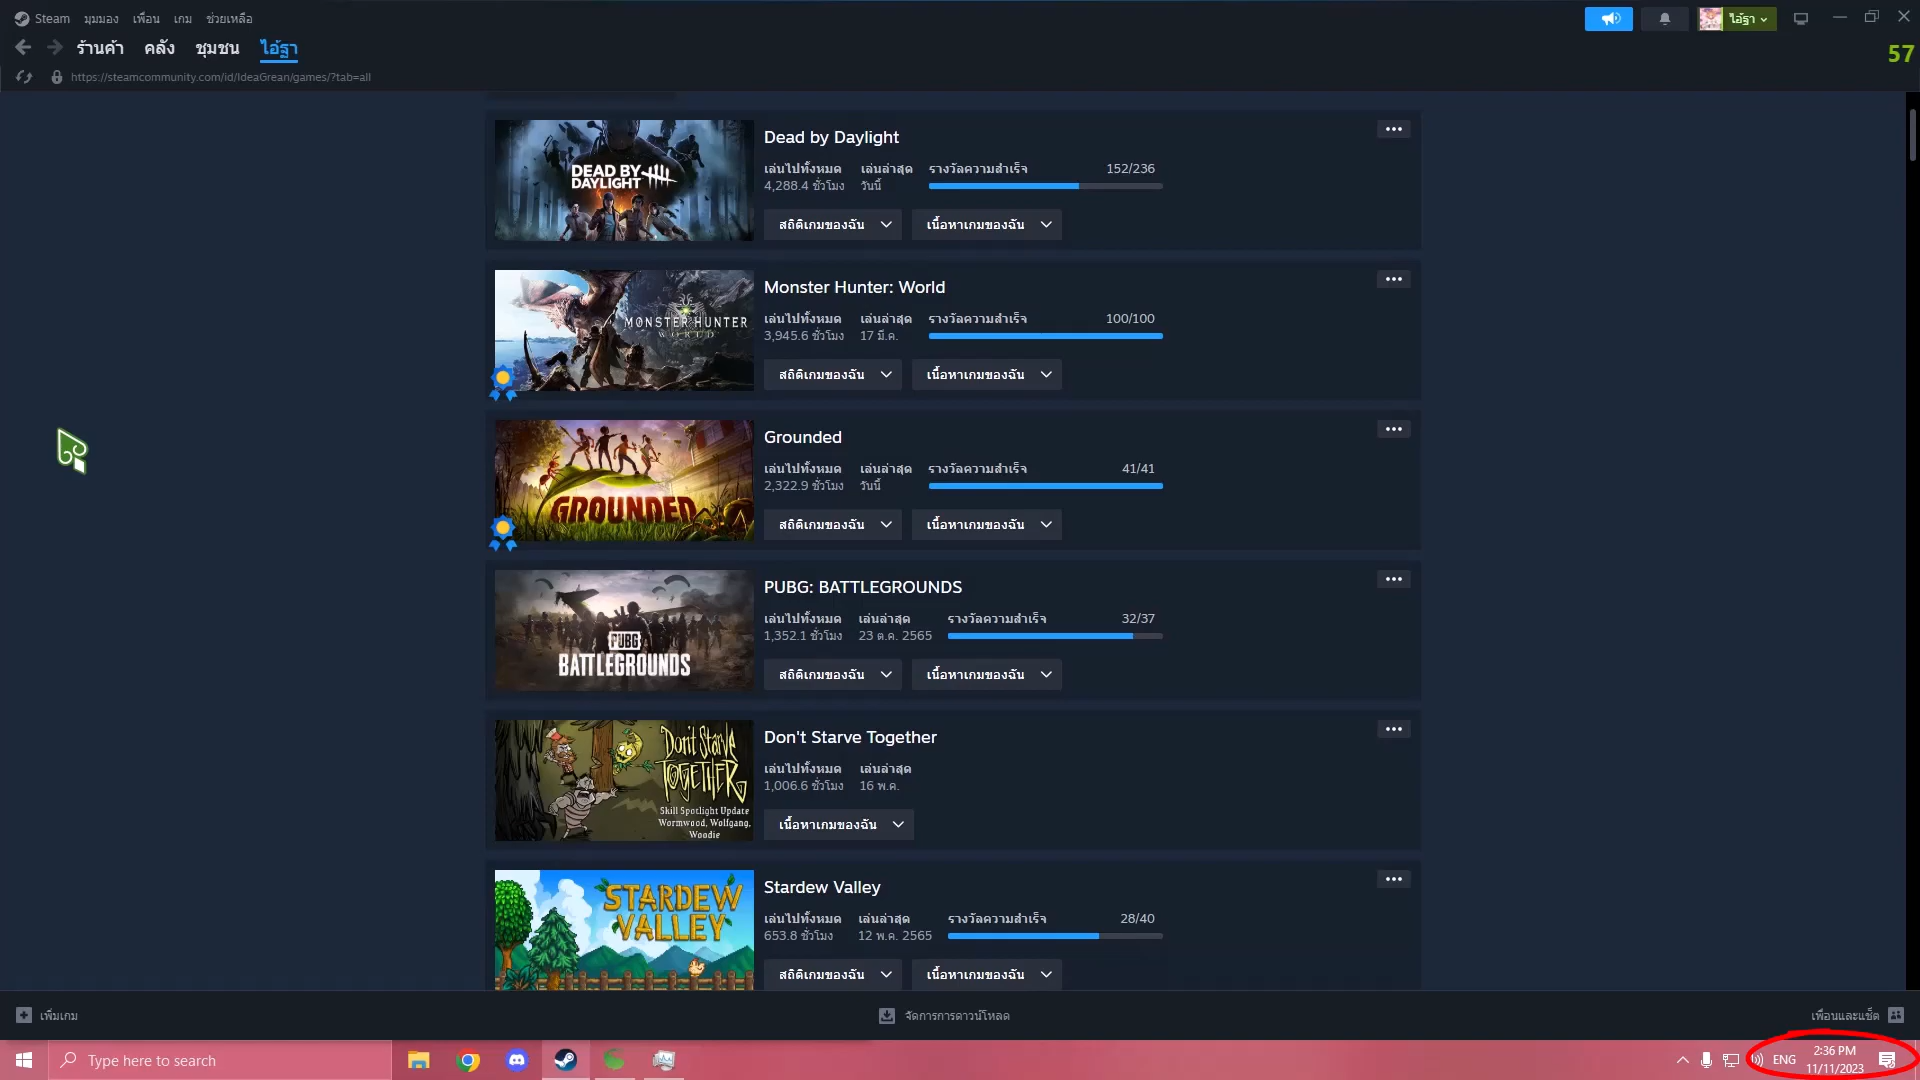 Steam มุมมอง เพื่อน เกม ช่วยเหลือ
ไอ้ฐา
ร้านค้า คลัง ชุมชน ไอ้ฐา
57
https://steamcommunity.com/id/IdeaGrean/games/?tab=all
DEAD BY DAYLIGHT
Dead by Daylight
เล่นไปทั้งหมด เล่นล่าสุด รางวัลความสำเร็จ 152/236
4,288.4 ชั่วโมง วันนี้
สถิติเกมของฉัน เนื้อหาเกมของฉัน
MONSTER HUNTER
WORLD
Monster Hunter: World
เล่นไปทั้งหมด เล่นล่าสุด รางวัลความสำเร็จ 100/100
3,945.6 ชั่วโมง 17 มี.ค.
สถิติเกมของฉัน เนื้อหาเกมของฉัน
GROUNDED
Grounded
เล่นไปทั้งหมด เล่นล่าสุด รางวัลความสำเร็จ 41/41
2,322.9 ชั่วโมง วันนี้
สถิติเกมของฉัน เนื้อหาเกมของฉัน
PUBG
BATTLEGROUNDS
PUBG: BATTLEGROUNDS
เล่นไปทั้งหมด เล่นล่าสุด รางวัลความสำเร็จ 32/37
1,352.1 ชั่วโมง 23 ต.ค. 2565
สถิติเกมของฉัน เนื้อหาเกมของฉัน
Don't Starve
TOGETHER
Skill Spotlight Update
Wormwood, Wolfgang,
Woodie
Don't Starve Together
เล่นไปทั้งหมด เล่นล่าสุด
1,006.6 ชั่วโมง 16 พ.ค.
เนื้อหาเกมของฉัน
STARDEW
VALLEY
Stardew Valley
เล่นไปทั้งหมด เล่นล่าสุด รางวัลความสำเร็จ 28/40
653.8 ชั่วโมง 12 พ.ค. 2565
สถิติเกมของฉัน เนื้อหาเกมของฉัน
เพิ่มเกม จัดการการดาวน์โหลด เพื่อนและแช็ต
Type here to search
ENG 2:36 PM
11/11/2023